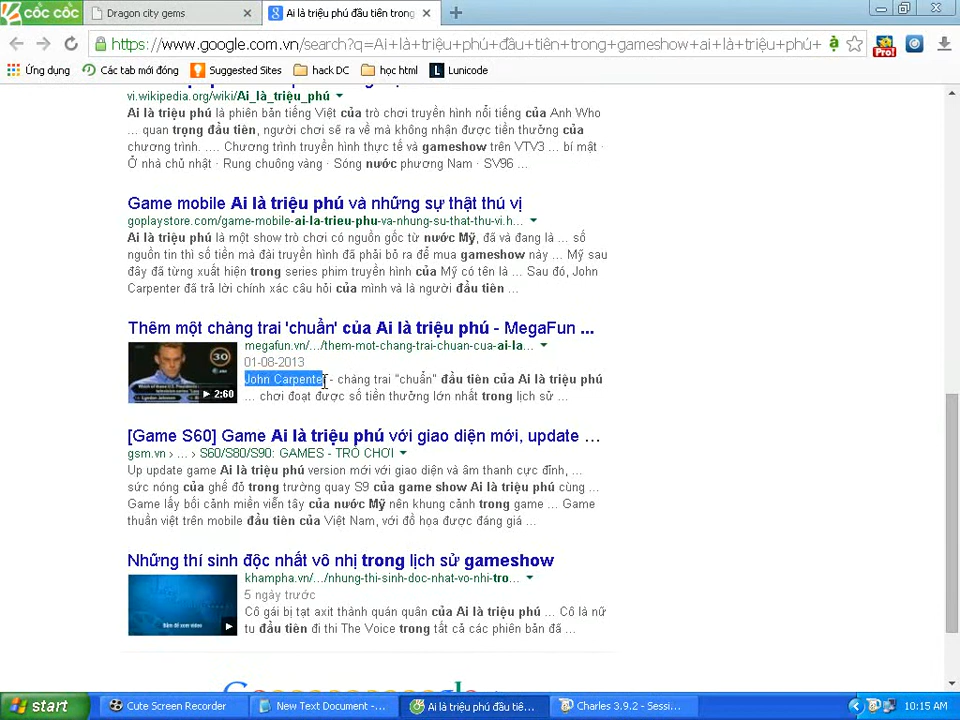 cốc cốc
Dragon city gems
Ai là triệu phú đầu tiên trong
https://www.google.com.vn/search?q=Ai+là+triệu+phú+đầu+tiên+trong+gameshow+ai+là+triệu+phú+
Pro!
Ứng dụng
Các tab mới đóng
Suggested Sites
hack DC
học html
Lunicode
vi.wikipedia.org/wiki/Ai_là_triệu_phú
Ai là triệu phú là phiên bản tiếng Việt của trò chơi truyền hình nổi tiếng của Anh Who
... quan trọng đầu tiên, người chơi sẽ ra về mà không nhận được tiền thưởng của
chương trình. .... Chương trình truyền hình thực tế và gameshow trên VTV3 ... bí mật ·
Ở nhà chủ nhật · Rung chuông vàng · Sóng nước phương Nam · SV96 ...
Game mobile Ai là triệu phú và những sự thật thú vị
goplaystore.com/game-mobile-ai-la-trieu-phu-va-nhung-su-that-thu-vi.h...
Ai là triệu phú là một show trò chơi có nguồn gốc từ nước Mỹ, đã và đang là ... số
nguồn tin thì số tiền mà đài truyền hình đã phải bỏ ra để mua gameshow này ... Mỹ sau
đây đã từng xuất hiện trong series phim truyền hình của Mỹ có tên là ... Sau đó, John
Carpenter đã trả lời chính xác câu hỏi của mình và là người đầu tiên ...
Thêm một chàng trai 'chuẩn' của Ai là triệu phú - MegaFun ...
megafun.vn/.../them-mot-chang-trai-chuan-cua-ai-la...
01-08-2013
30
2:60
John Carpenter - chàng trai "chuẩn" đầu tiên của Ai là triệu phú
... chơi đoạt được số tiền thưởng lớn nhất trong lịch sử ...
[Game S60] Game Ai là triệu phú với giao diện mới, update ...
gsm.vn › ... › S60/S80/S90: GAMES - TRÒ CHƠI
Up update game Ai là triệu phú version mới với giao diện và âm thanh cực đỉnh, ...
sức nóng của ghế đỏ trong trường quay S9 của game show Ai là triệu phú cùng ...
Game lấy bối cảnh miền viễn tây của nước Mỹ nên khung cảnh trong game ... Game
thuần việt trên mobile đầu tiên của Việt Nam, với đồ họa được đáng giá ...
Những thí sinh độc nhất vô nhị trong lịch sử gameshow
khampha.vn/.../nhung-thi-sinh-doc-nhat-vo-nhi-tro...
5 ngày trước
Cô gái bị tạt axit thành quán quân của Ai là triệu phú ... Cô là nữ
tu đầu tiên đi thi The Voice trong tất cả các phiên bản đã ...
start
Cute Screen Recorder
New Text Document -...
Ai là triệu phú đầu tiê...
Charles 3.9.2 - Sessi...
10:15 AM